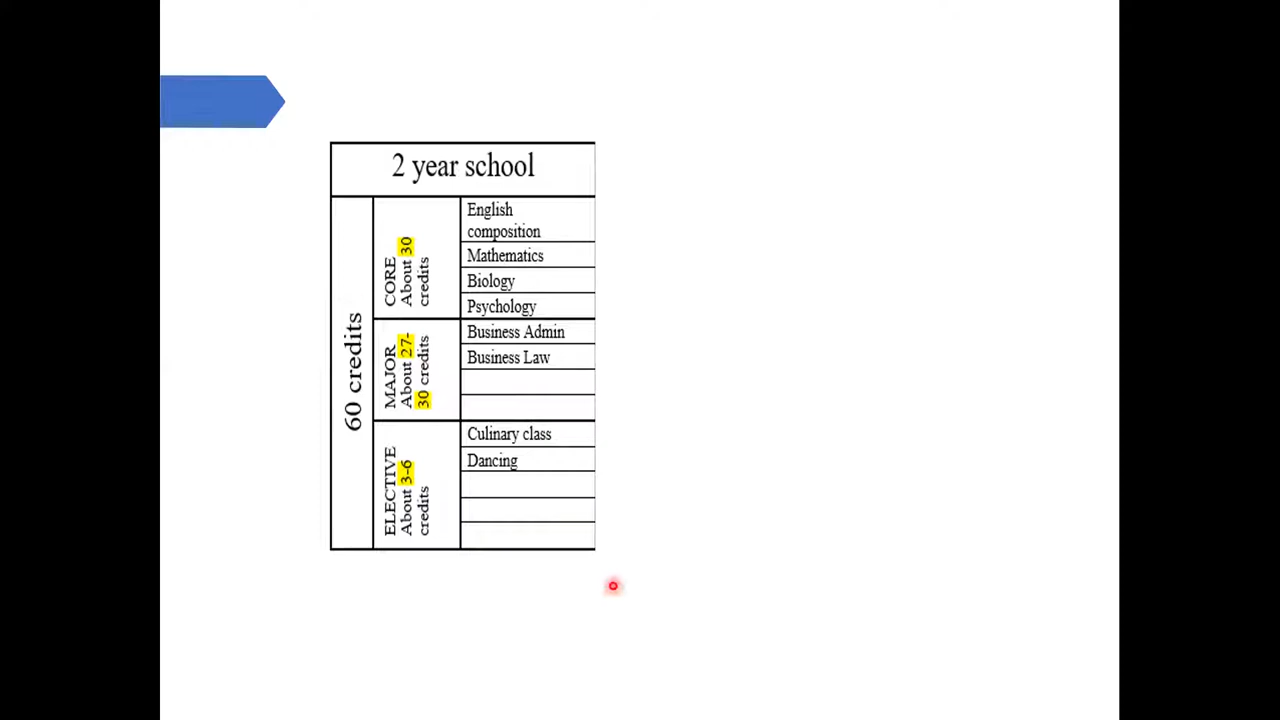 2 year school
60 credits
CORE
About 30
credits
English
composition
Mathematics
Biology
Psychology
MAJOR
About 27-
30 credits
Business Admin
Business Law
ELECTIVE
About 3-6
credits
Culinary class
Dancing